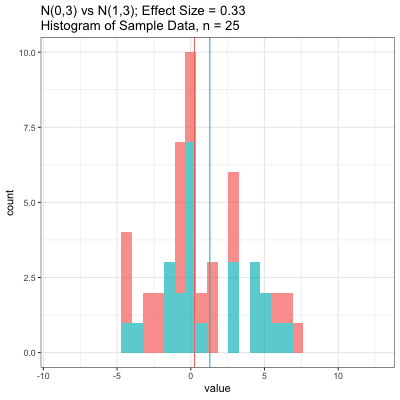 N(0,3) vs N(1,3); Effect Size = 0.33
Histogram of Sample Data, n = 25
10.0
7.5
5.0
2.5
0.0
count
-10 -5 0 5 10
value